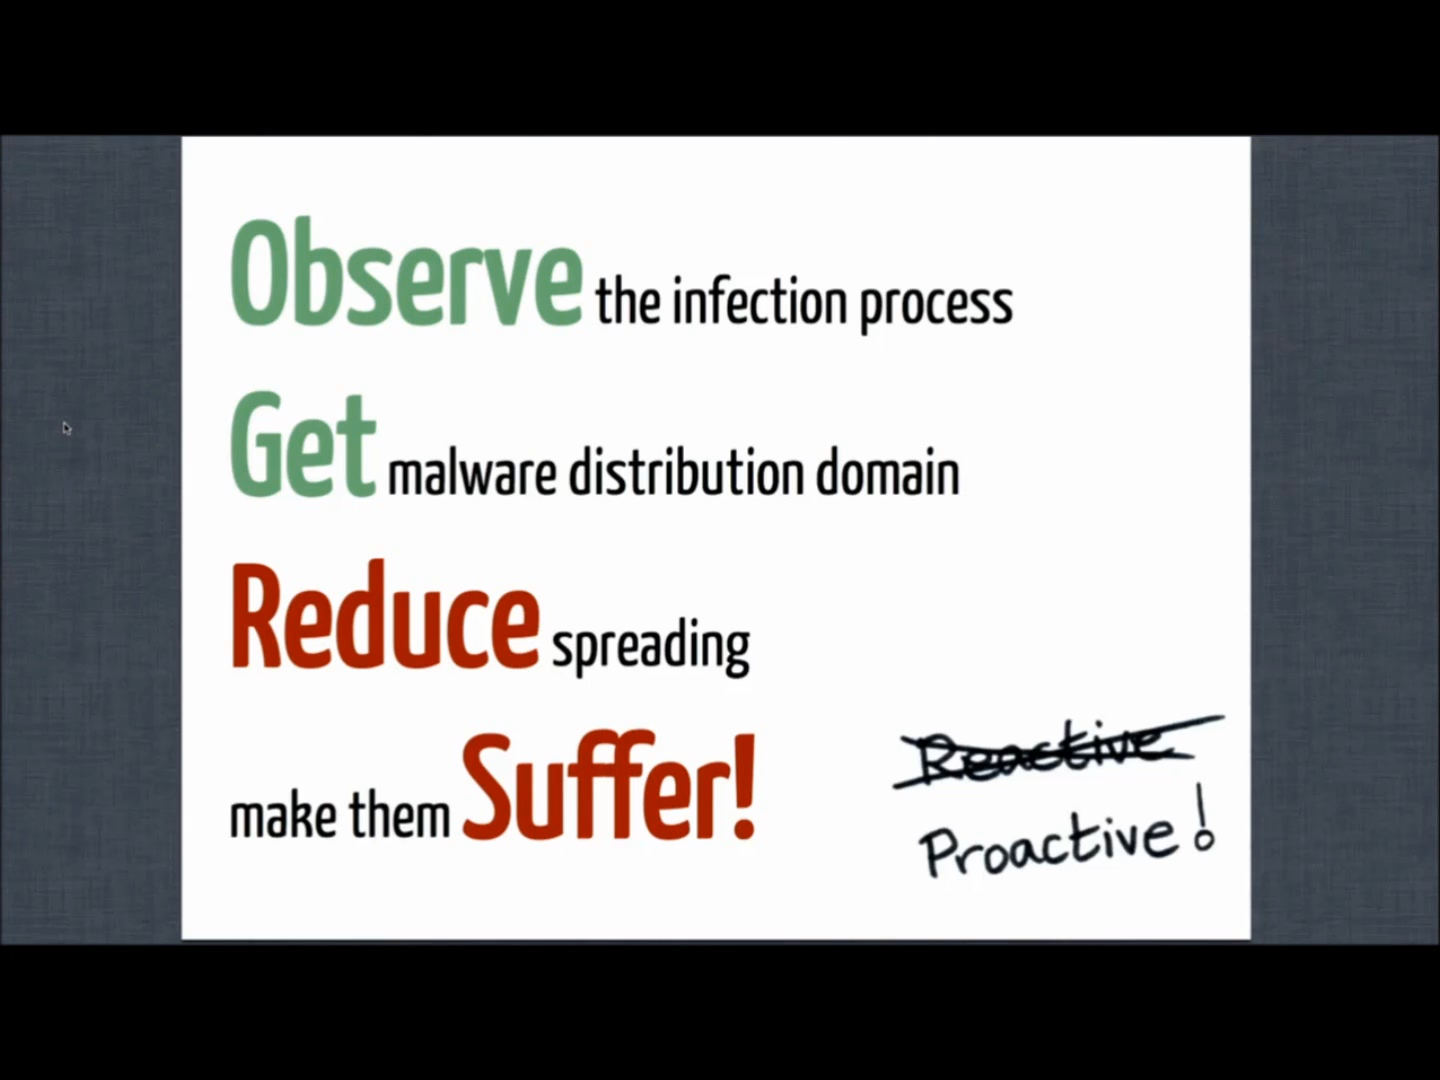 Observe the infection process
Get malware distribution domain
Reduce spreading
make them Suffer!
Reactive
Proactive!